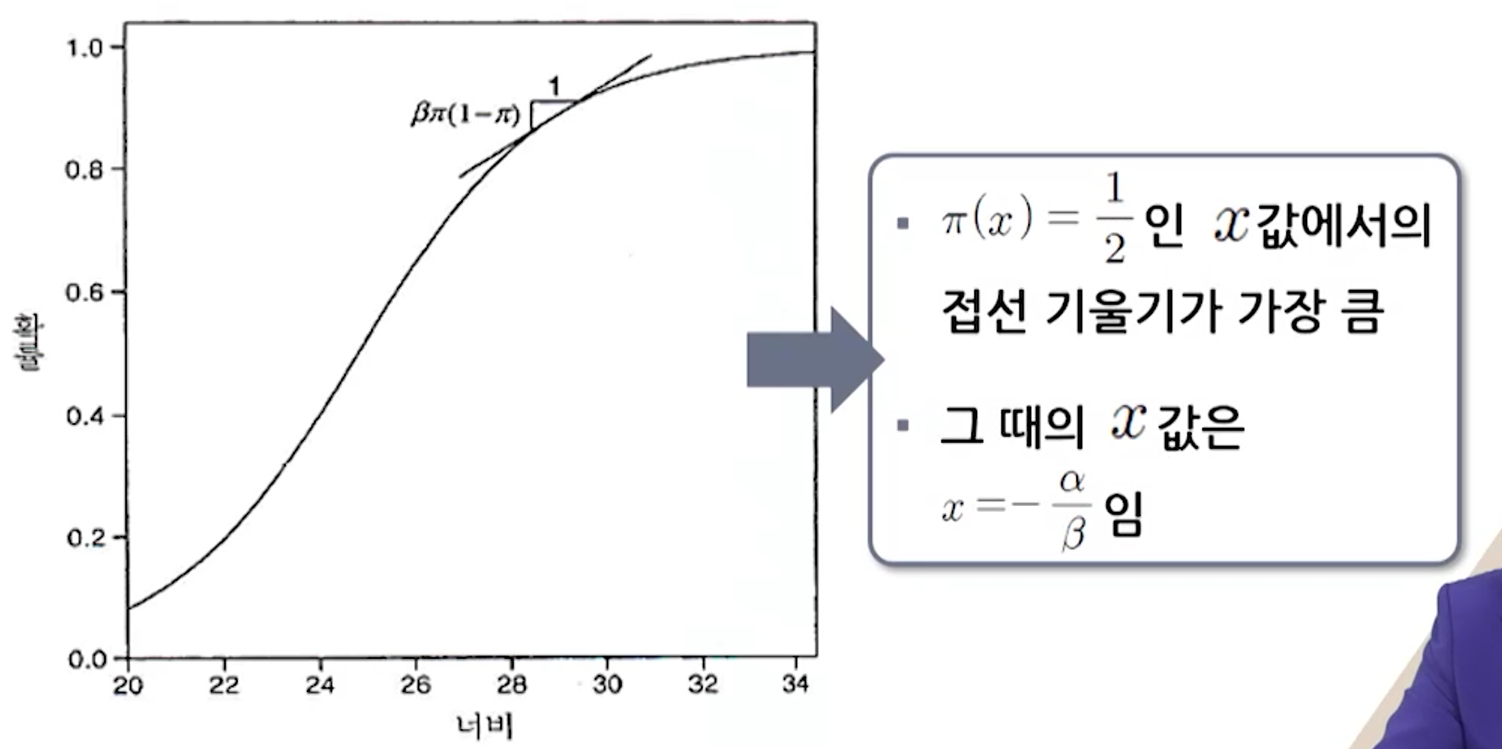 1.0
0.8
0.6
0.4
0.2
0.0
20 22 24 26 28 30 32 34
너비
1
βπ(1−π)
π(x) = 1/2 인 x값에서의
접선 기울기가 가장 큼
그 때의 x 값은
x = − α/β 임